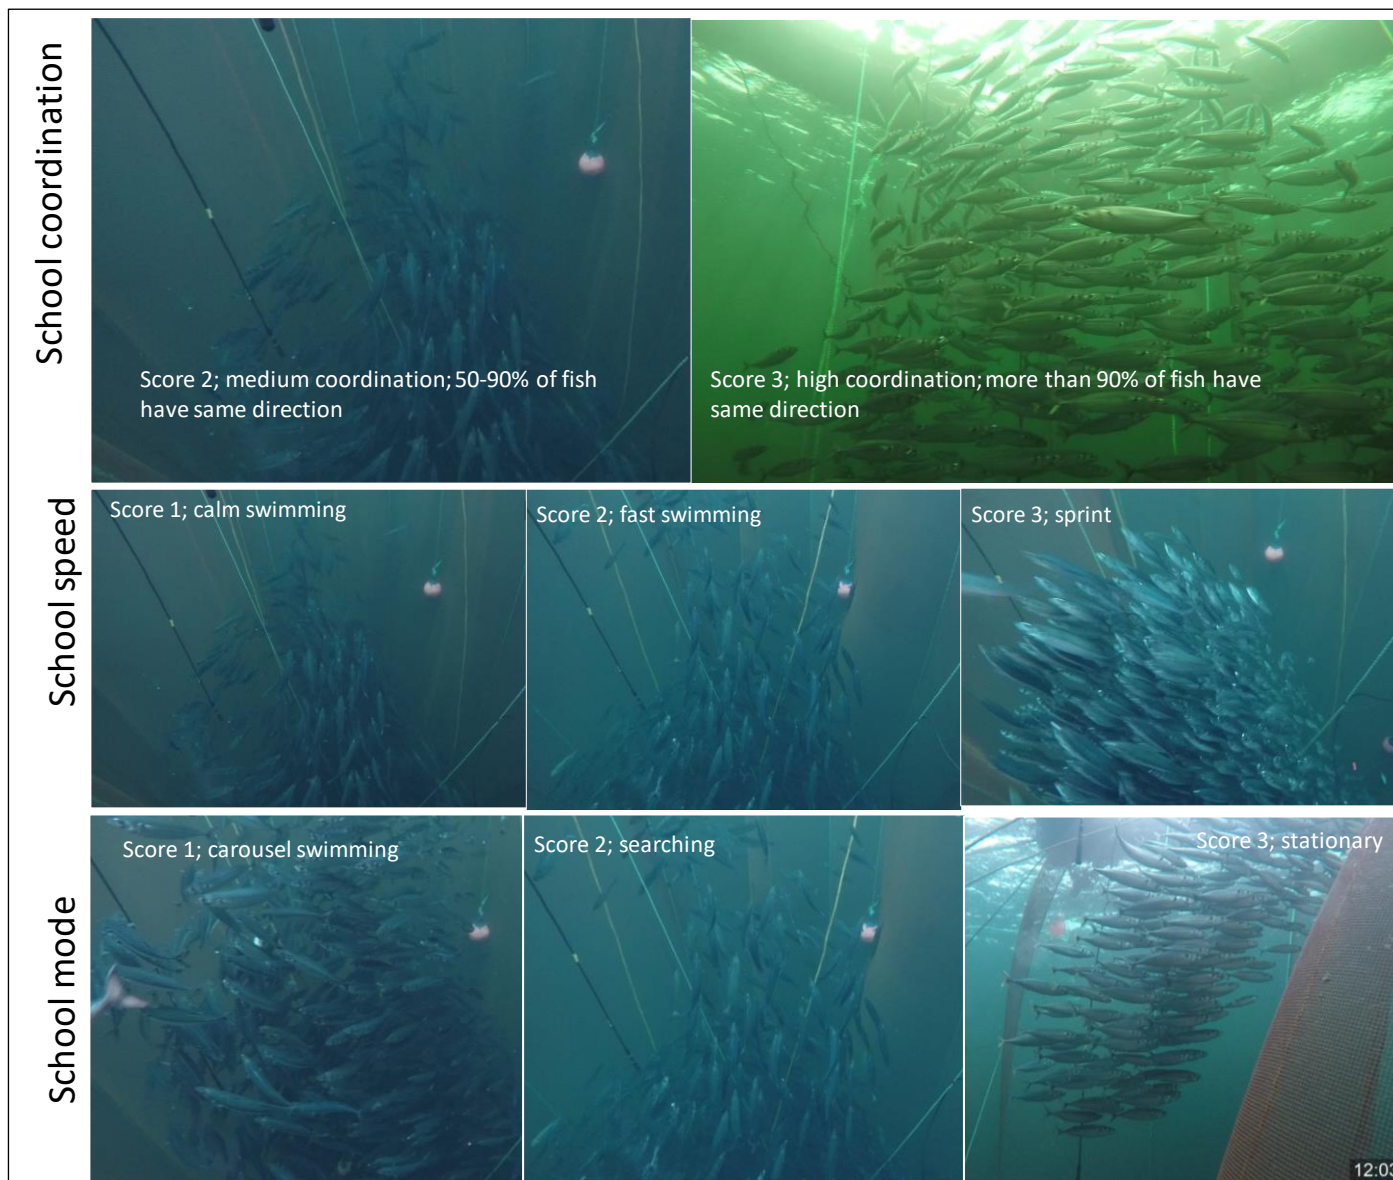 School coordination
Score 2; medium coordination; 50-90% of fish
have same direction
Score 3; high coordination; more than 90% of fish have
same direction
School speed
Score 1; calm swimming
Score 2; fast swimming
Score 3; sprint
School mode
Score 1; carousel swimming
Score 2; searching
Score 3; stationary
12:03